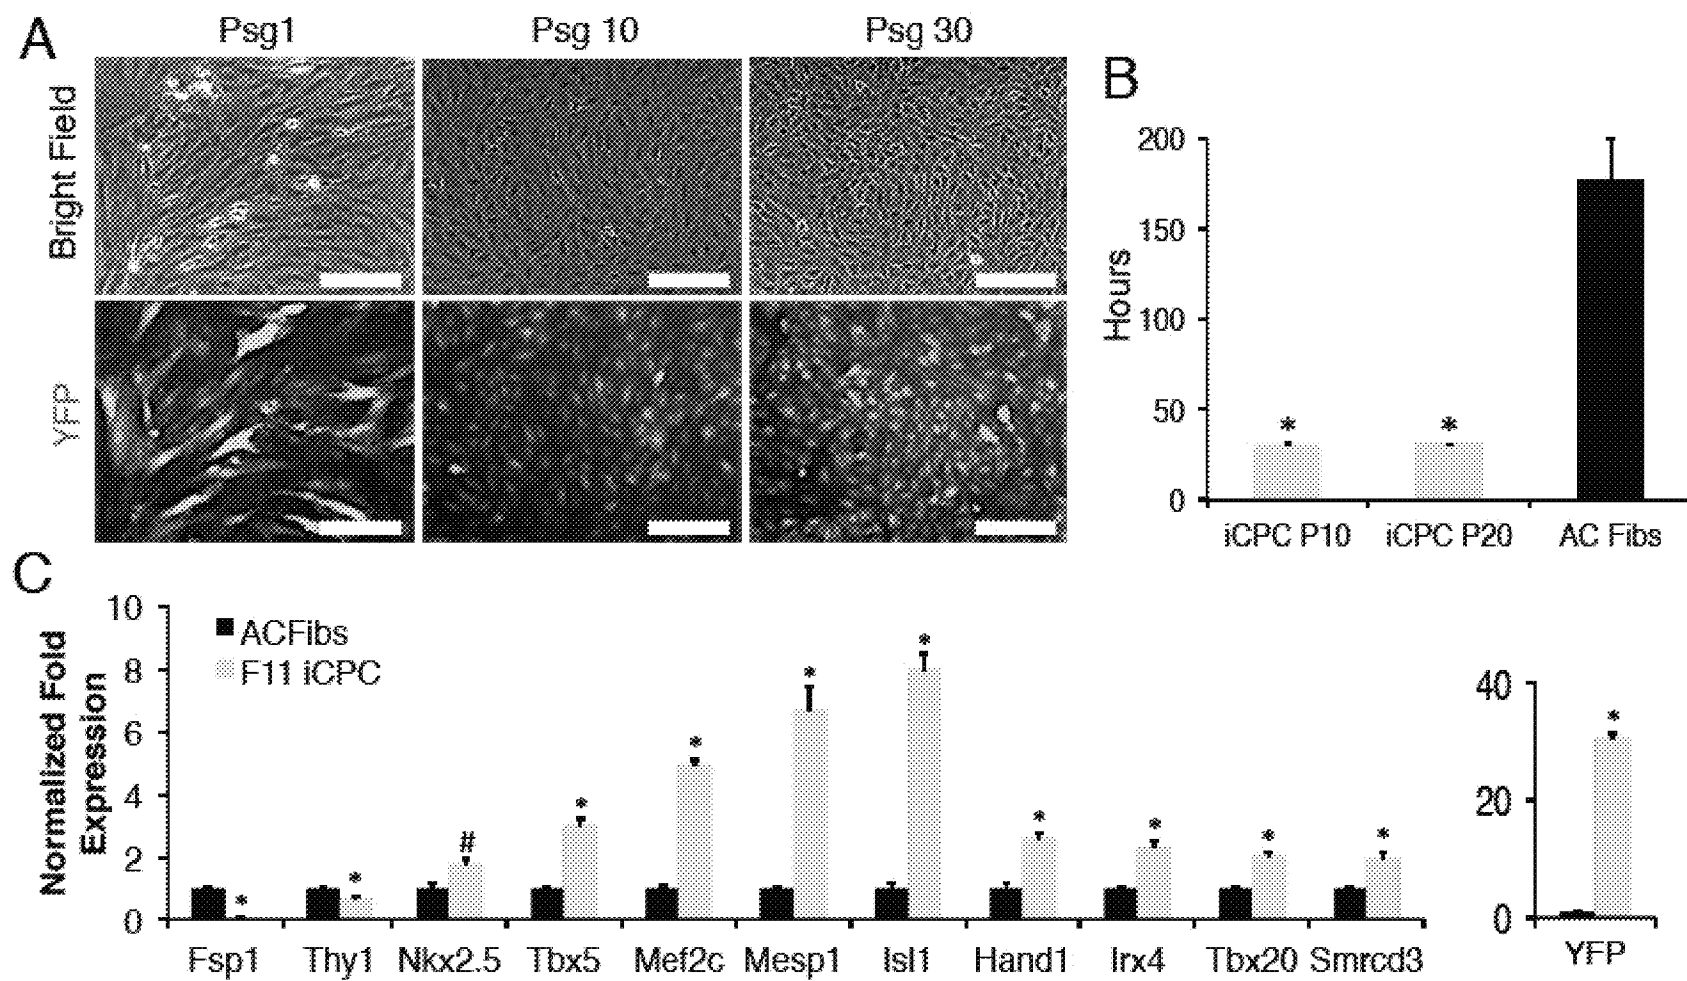 A
Psg1 Psg 10 Psg 30
Bright Field
YFP
B
Hours
200
150
100
50
0
* *
iCPC P10 iCPC P20 AC Fibs
C
Normalized Fold
Expression
10
8
6
4
2
0
ACFibs
F11 iCPC
* * # * * * * * * * *
Fsp1 Thy1 Nkx2.5 Tbx5 Mef2c Mesp1 Isl1 Hand1 Irx4 Tbx20 Smrcd3
40
20
0
*
YFP